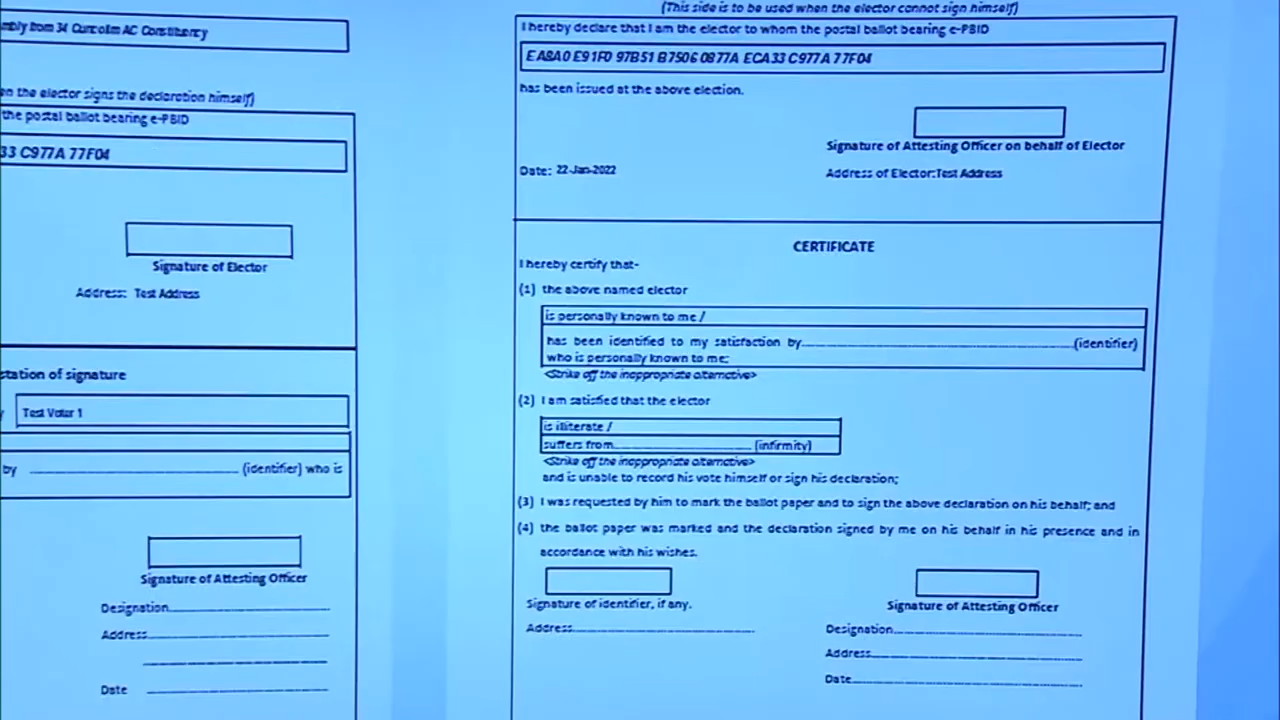 mbly from 34 Curcolm AC Constituency
en the elector signs the declaration himself)
the postal ballot bearing e-PBID
33 C977A 77F04
Signature of Elector
Address: Test Address
station of signature
Test Voter 1
by (identifier) who is
Signature of Attesting Officer
Designation
Address
Date
(This side is to be used when the elector cannot sign himself)
I hereby declare that I am the elector to whom the postal ballot bearing e-PBID
EA8A0 E91F0 97B51 B7506 0877A ECA33 C977A 77F04
has been issued at the above election.
Signature of Attesting Officer on behalf of Elector
Date: 22-Jan-2022
Address of Elector:Test Address
CERTIFICATE
I hereby certify that-
(1) the above named elector
is personally known to me /
has been identified to my satisfaction by (identifier)
who is personally known to me;
<Strike off the inappropriate alternative>
(2) I am satisfied that the elector
is illiterate /
suffers from (infirmity)
<Strike off the inappropriate alternative>
and is unable to record his vote himself or sign his declaration;
(3) I was requested by him to mark the ballot paper and to sign the above declaration on his behalf; and
(4) the ballot paper was marked and the declaration signed by me on his behalf in his presence and in
accordance with his wishes.
Signature of identifier, if any.
Address
Signature of Attesting Officer
Designation
Address
Date